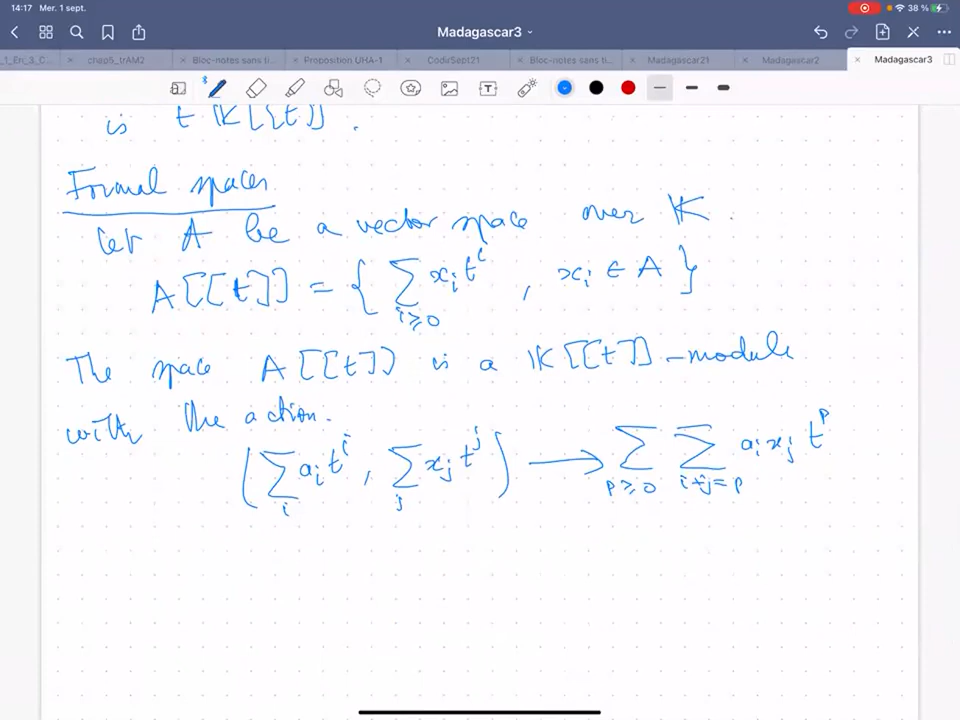 14:17 Mer. 1 sept. 38 %
Madagascar3
_1_En_3_C... chap5_trAM2 Bloc-notes sans ti... Proposition UHA-1 CodirSept21 Bloc-notes sans ti... Madagascar21 Madagascar2 Madagascar3
is t 𝕂[[t]] .
Formal spaces
let A be a vector space over 𝕂 .
A[[t]] = { ∑_{i≥0} x_i t^i , x_i ∈ A }
The space A[[t]] is a 𝕂[[t]] -module
with the action.
( ∑_i a_i t^i , ∑_j x_j t^j ) ⟶ ∑_{p≥0} ∑_{i+j=p} a_i x_j t^p